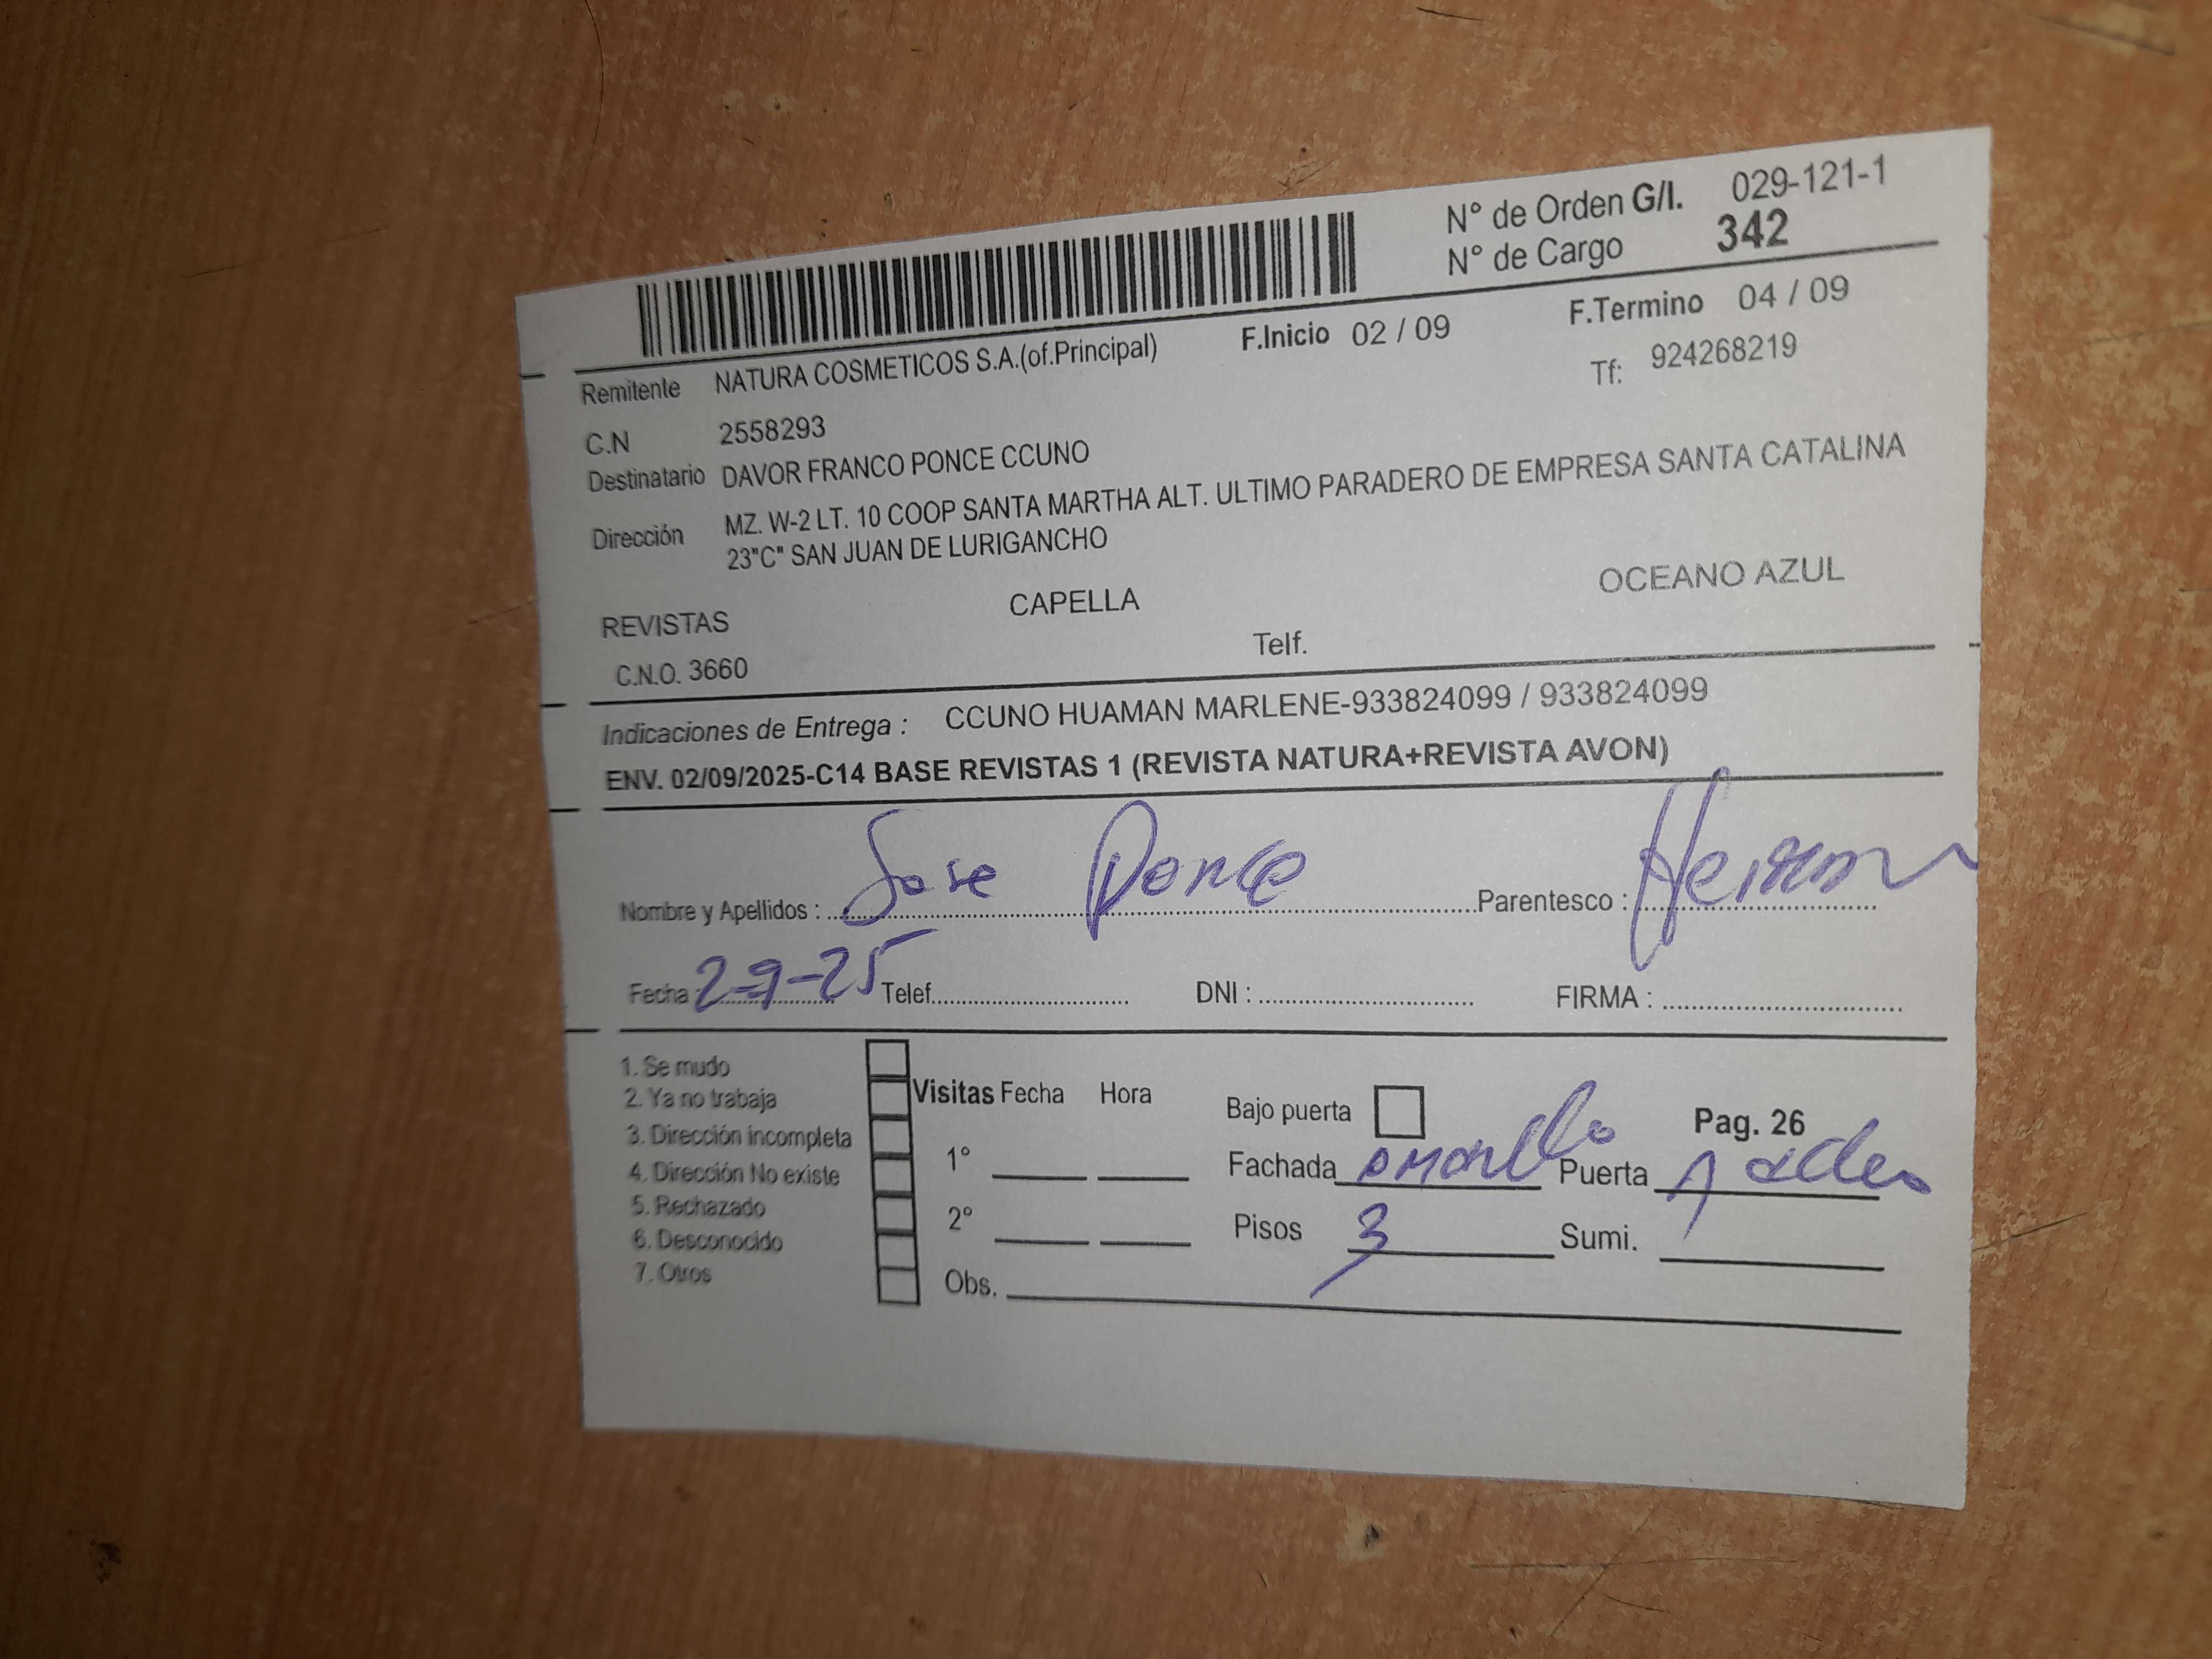 N° de Orden G/I. 029-121-1
N° de Cargo 342
F.Inicio 02 / 09 F.Termino 04 / 09
Remitente NATURA COSMETICOS S.A.(of.Principal) Tf: 924268219
C.N 2558293
Destinatario DAVOR FRANCO PONCE CCUNO
Dirección MZ. W-2 LT. 10 COOP SANTA MARTHA ALT. ULTIMO PARADERO DE EMPRESA SANTA CATALINA
23"C" SAN JUAN DE LURIGANCHO
REVISTAS CAPELLA OCEANO AZUL
C.N.O. 3660 Telf.
Indicaciones de Entrega : CCUNO HUAMAN MARLENE-933824099 / 933824099
ENV. 02/09/2025-C14 BASE REVISTAS 1 (REVISTA NATURA+REVISTA AVON)
Nombre y Apellidos : Jose Ponce Parentesco :
Fecha : 2-9-25 Telef. DNI : FIRMA :
1. Se mudo
2. Ya no trabaja
3. Dirección incompleta
4. Dirección No existe
5. Rechazado
6. Desconocido
7. Otros
Visitas Fecha Hora
1°
2°
Obs.
Bajo puerta Pag. 26
Fachada amarillo Puerta
Pisos 3 Sumi.